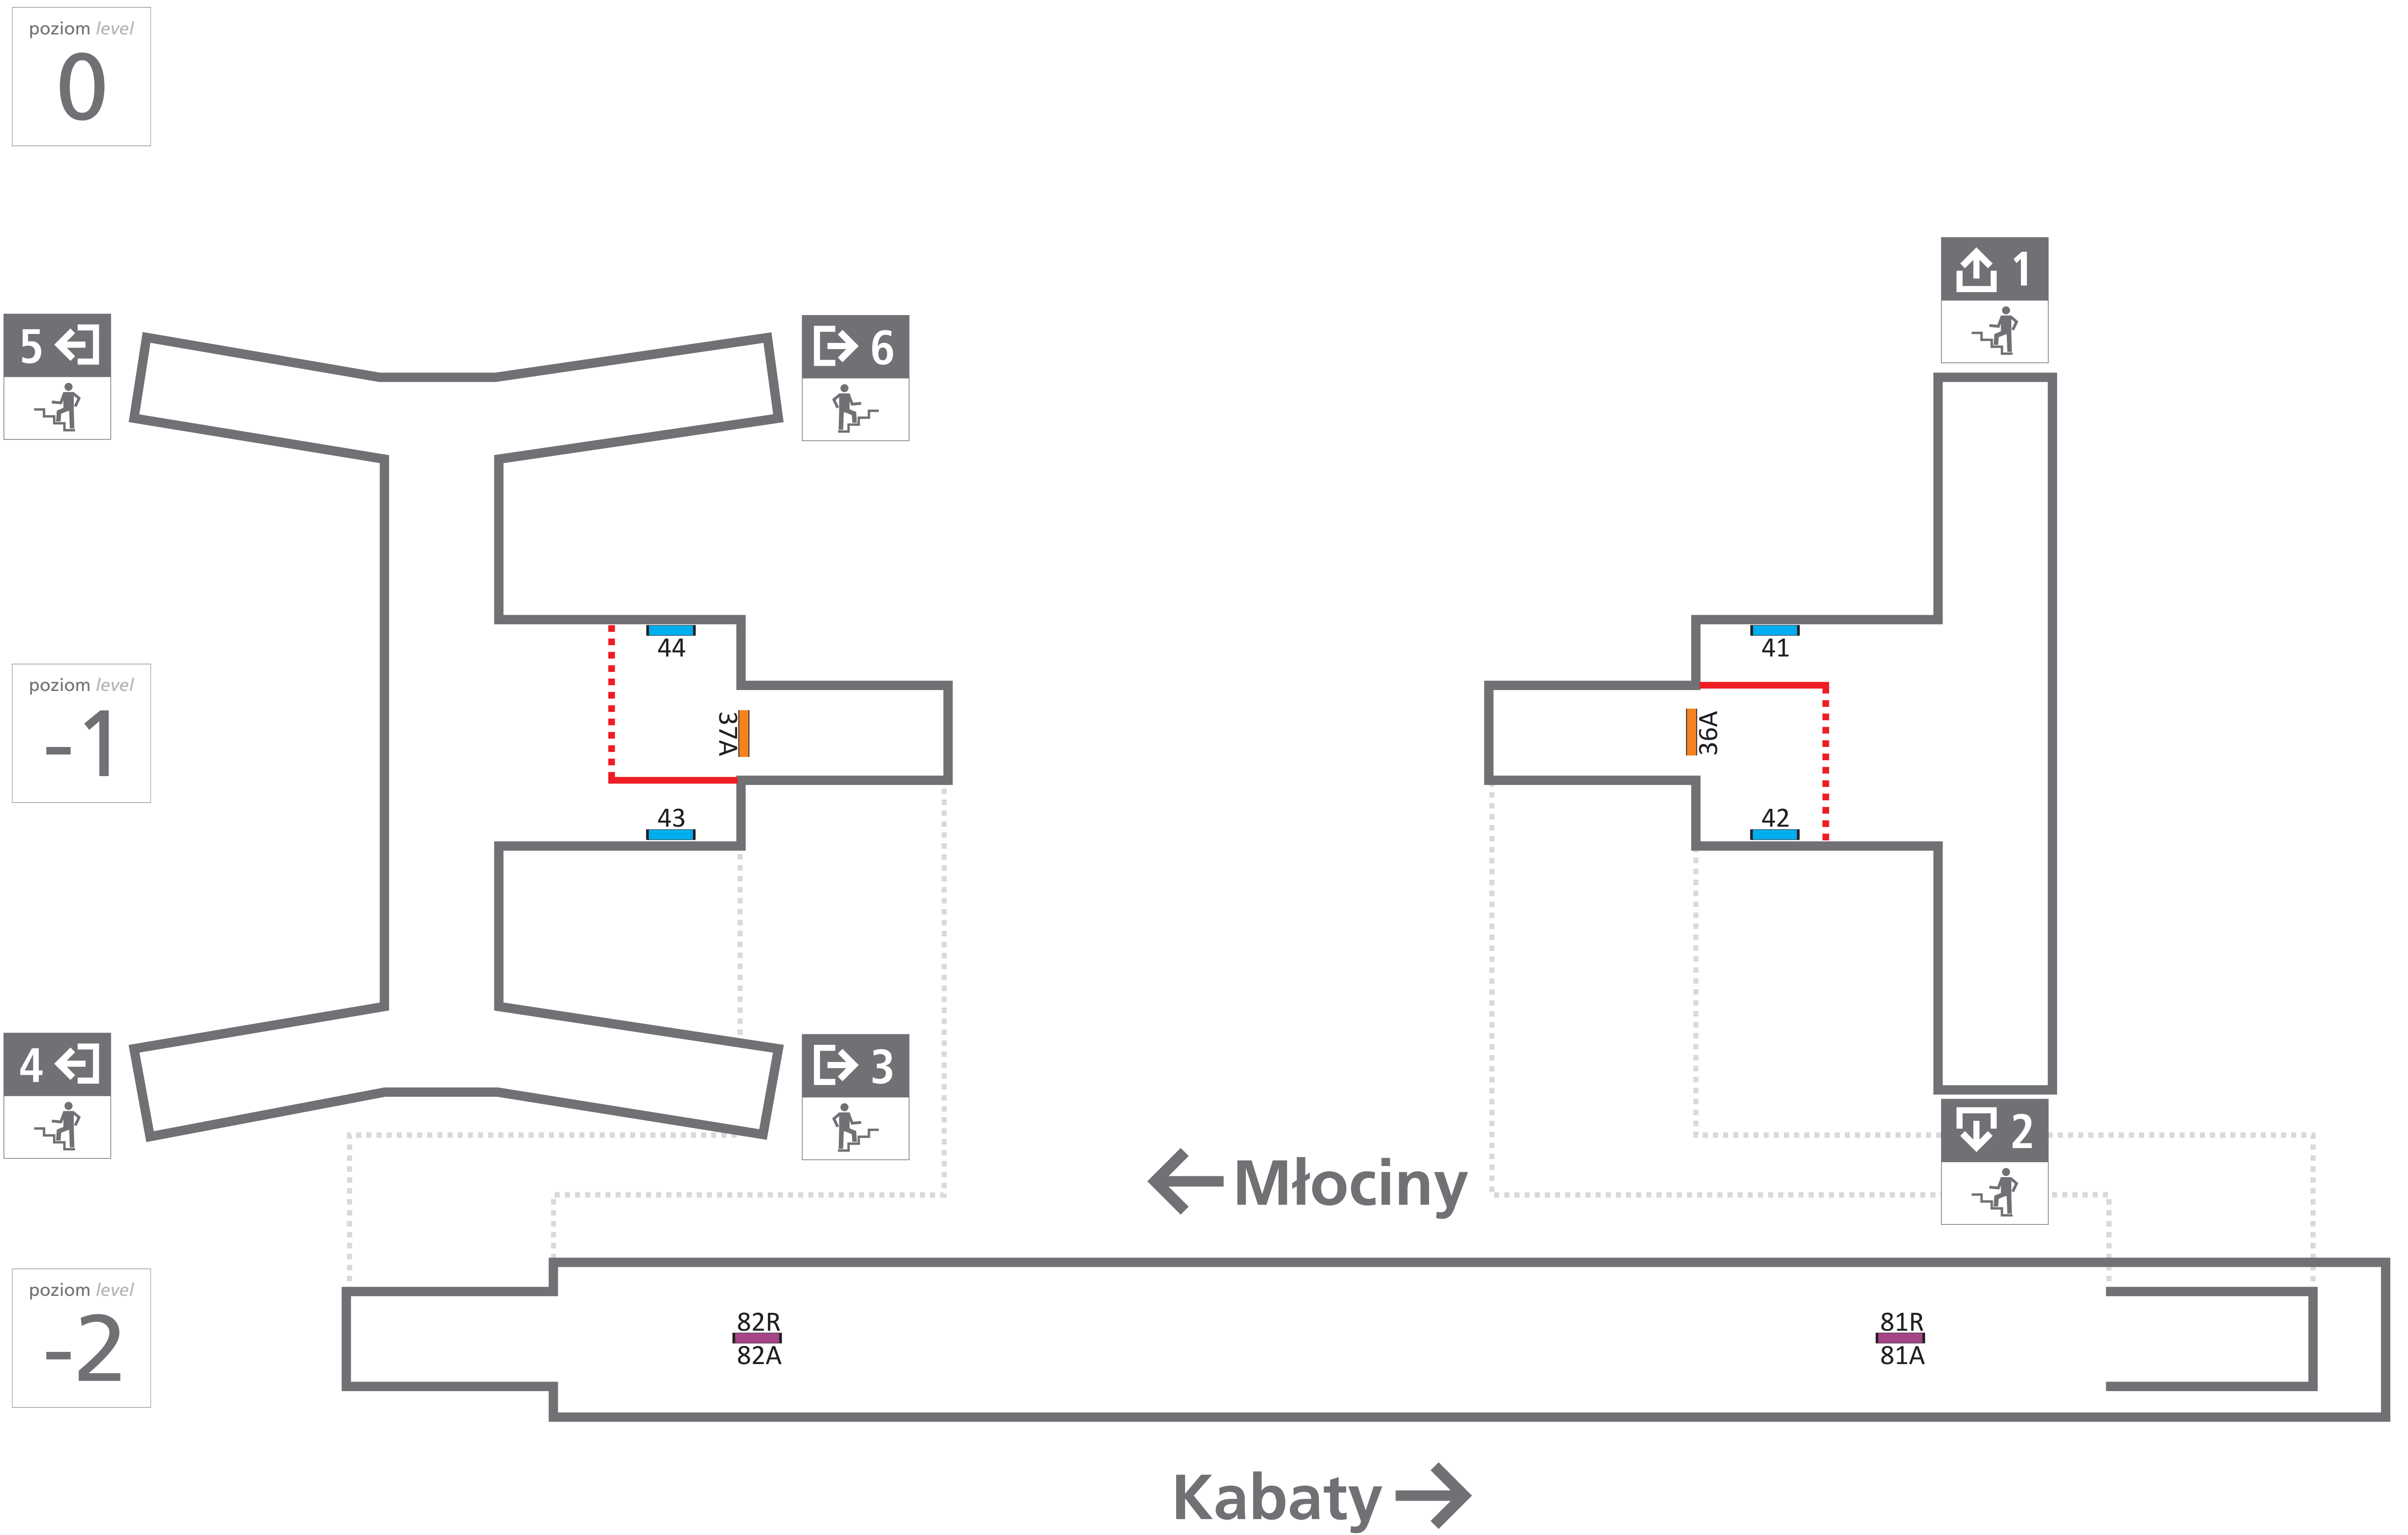 poziom level
0
1
5
6
44
41
poziom level
-1
37A
36A
43
42
4
3
2
Młociny
poziom level
-2
82R
81R
82A
81A
Kabaty